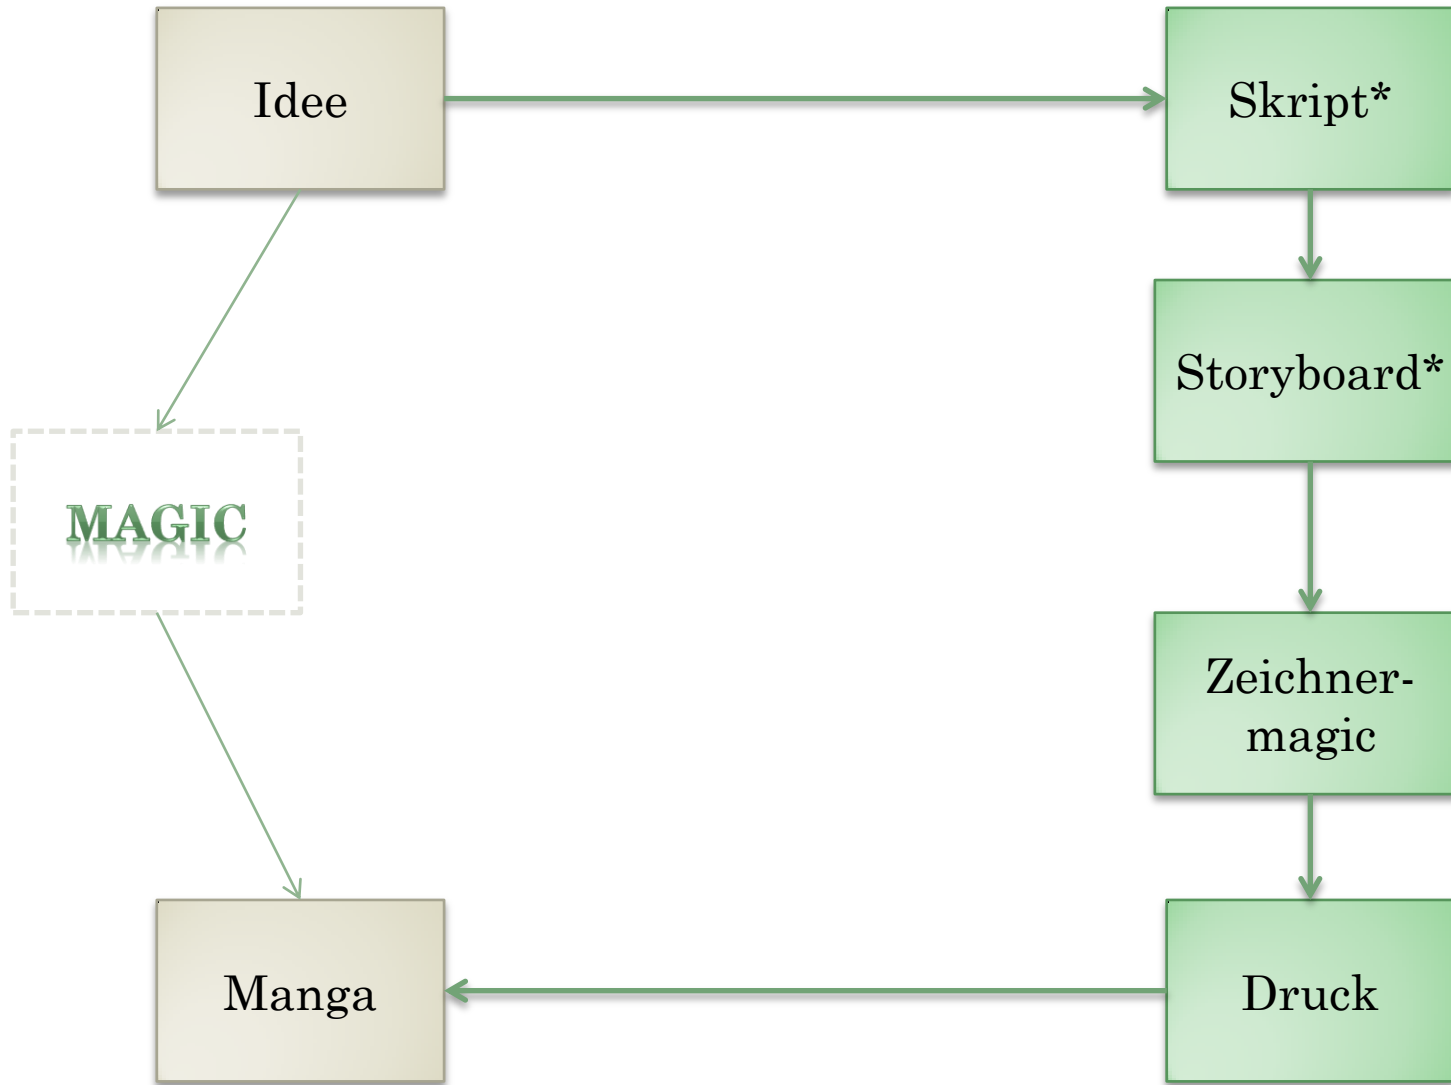 Idee
Skript*
Storyboard*
MAGIC
Zeichner-
magic
Manga
Druck